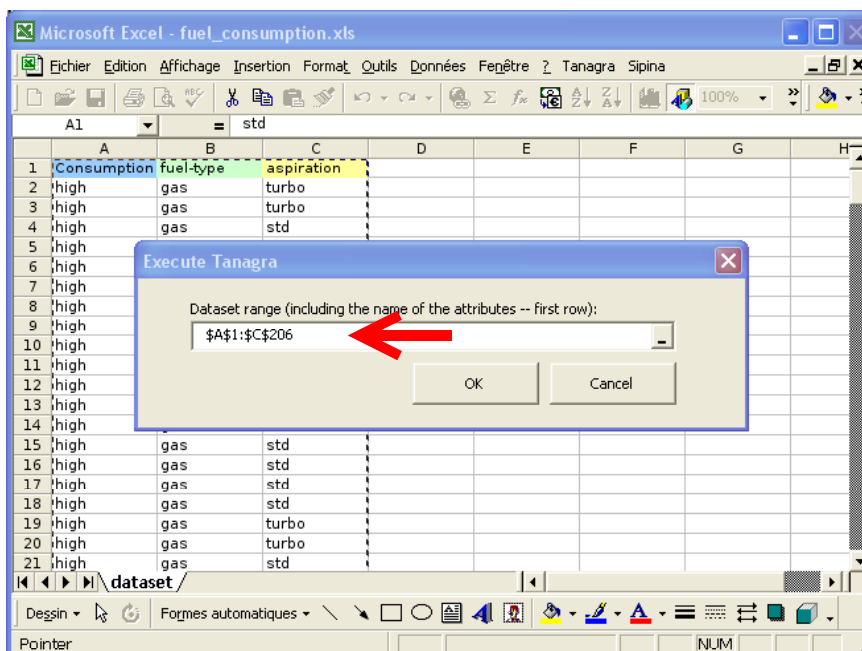 Microsoft Excel - fuel_consumption.xls
Fichier Edition Affichage Insertion Format Outils Données Fenêtre ? Tanagra Sipina
100%
A1 = std
A B C D E F G H
1 Consumption fuel-type aspiration
2 high gas turbo
3 high gas turbo
4 high gas std
5 high
6 high
7 high
8 high
9 high
10 high
11 high
12 high
13 high
14 high
Execute Tanagra
Dataset range (including the name of the attributes -- first row):
$A$1:$C$206
OK Cancel
15 high gas std
16 high gas std
17 high gas std
18 high gas std
19 high gas turbo
20 high gas turbo
21 high gas std
dataset
Dessin Formes automatiques
Pointer NUM